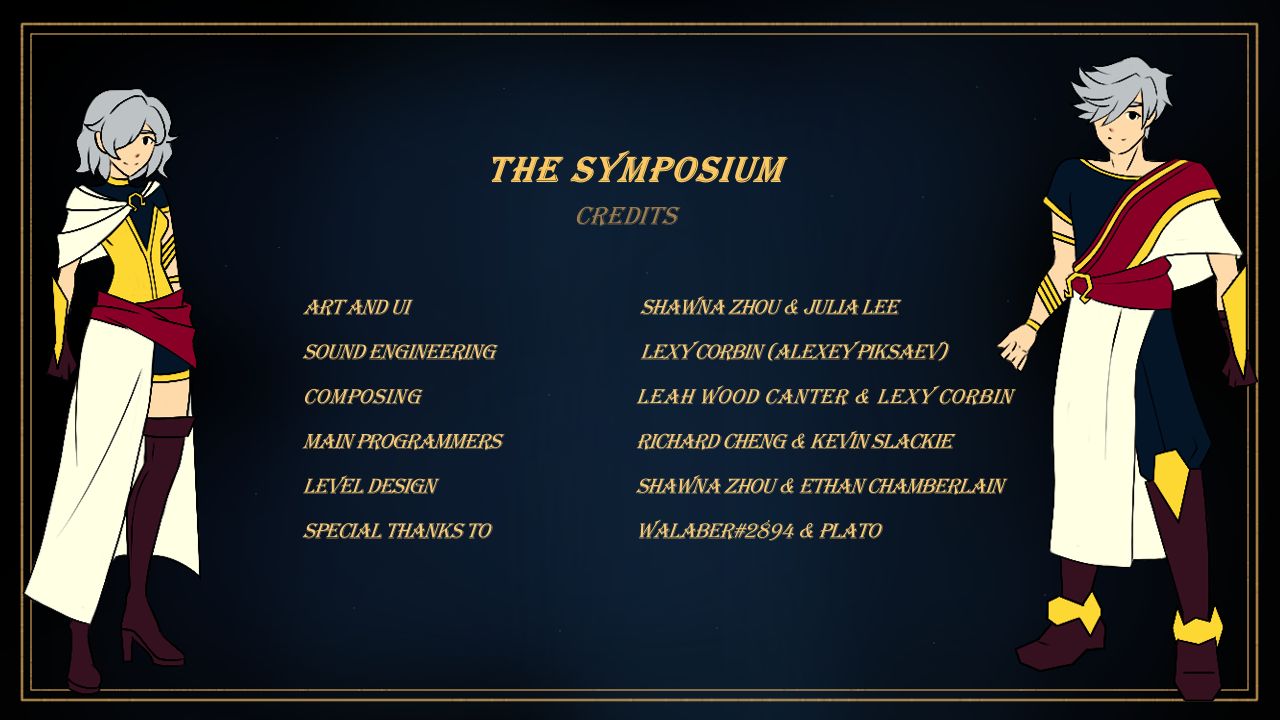 THE SYMPOSIUM
CREDITS
ART AND UI SHAWNA ZHOU & JULIA LEE
SOUND ENGINEERING LEXY CORBIN (ALEXEY PIKSAEV)
COMPOSING LEAH WOOD CANTER & LEXY CORBIN
MAIN PROGRAMMERS RICHARD CHENG & KEVIN SLACKIE
LEVEL DESIGN SHAWNA ZHOU & ETHAN CHAMBERLAIN
SPECIAL THANKS TO WALABER#2894 & PLATO